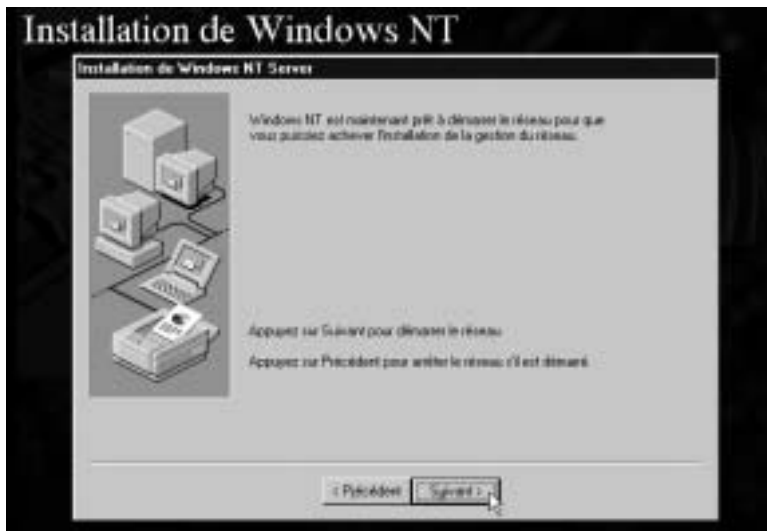 Installation de Windows NT
Installation de Windows NT Server
Windows NT est maintenant prêt à démarrer le réseau pour que
vous puissiez achever l'installation de la gestion du réseau.
Appuyez sur Suivant pour démarrer le réseau.
Appuyez sur Précédent pour arrêter le réseau s'il est démarré.
< Précédent
Suivant >